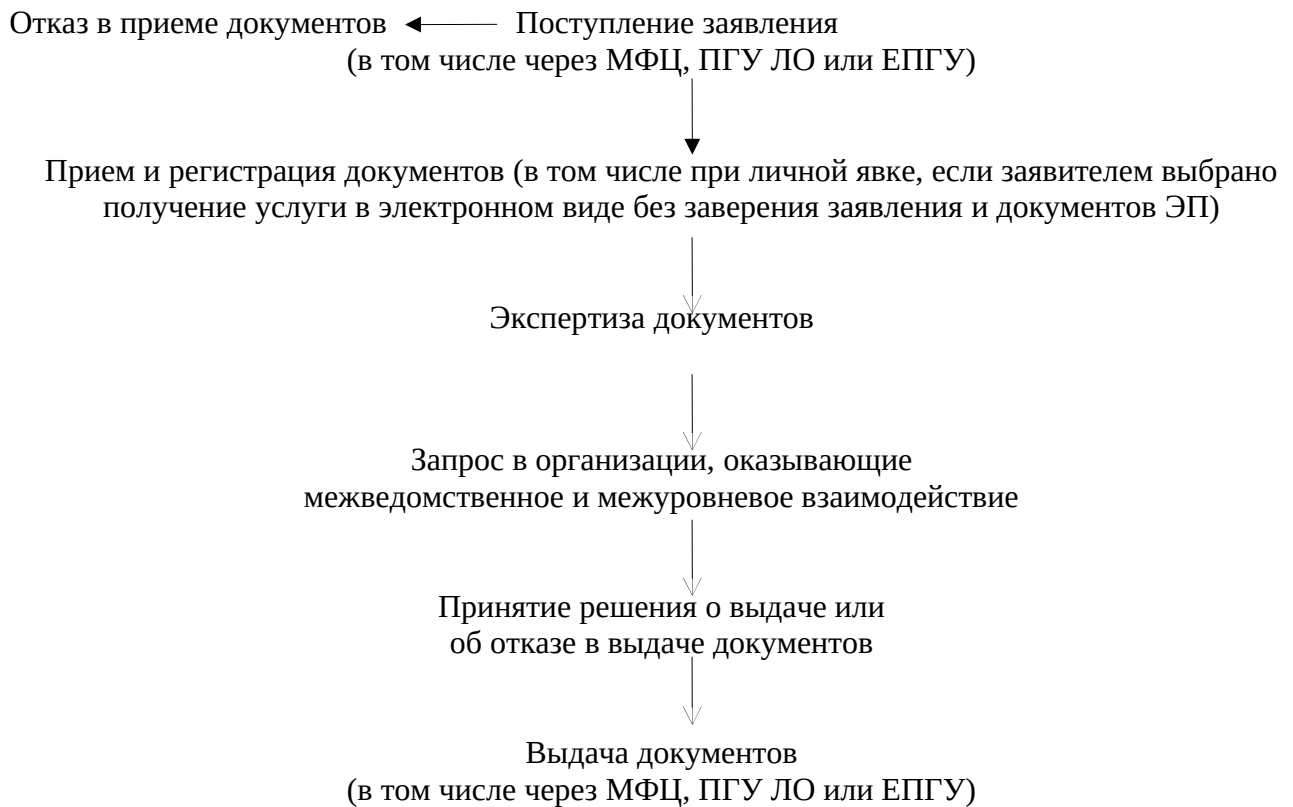 Отказ в приеме документов Поступление заявления
(в том числе через МФЦ, ПГУ ЛО или ЕПГУ)
Прием и регистрация документов (в том числе при личной явке, если заявителем выбрано
получение услуги в электронном виде без заверения заявления и документов ЭП)
Экспертиза документов
Запрос в организации, оказывающие
межведомственное и межуровневое взаимодействие
Принятие решения о выдаче или
об отказе в выдаче документов
Выдача документов
(в том числе через МФЦ, ПГУ ЛО или ЕПГУ)